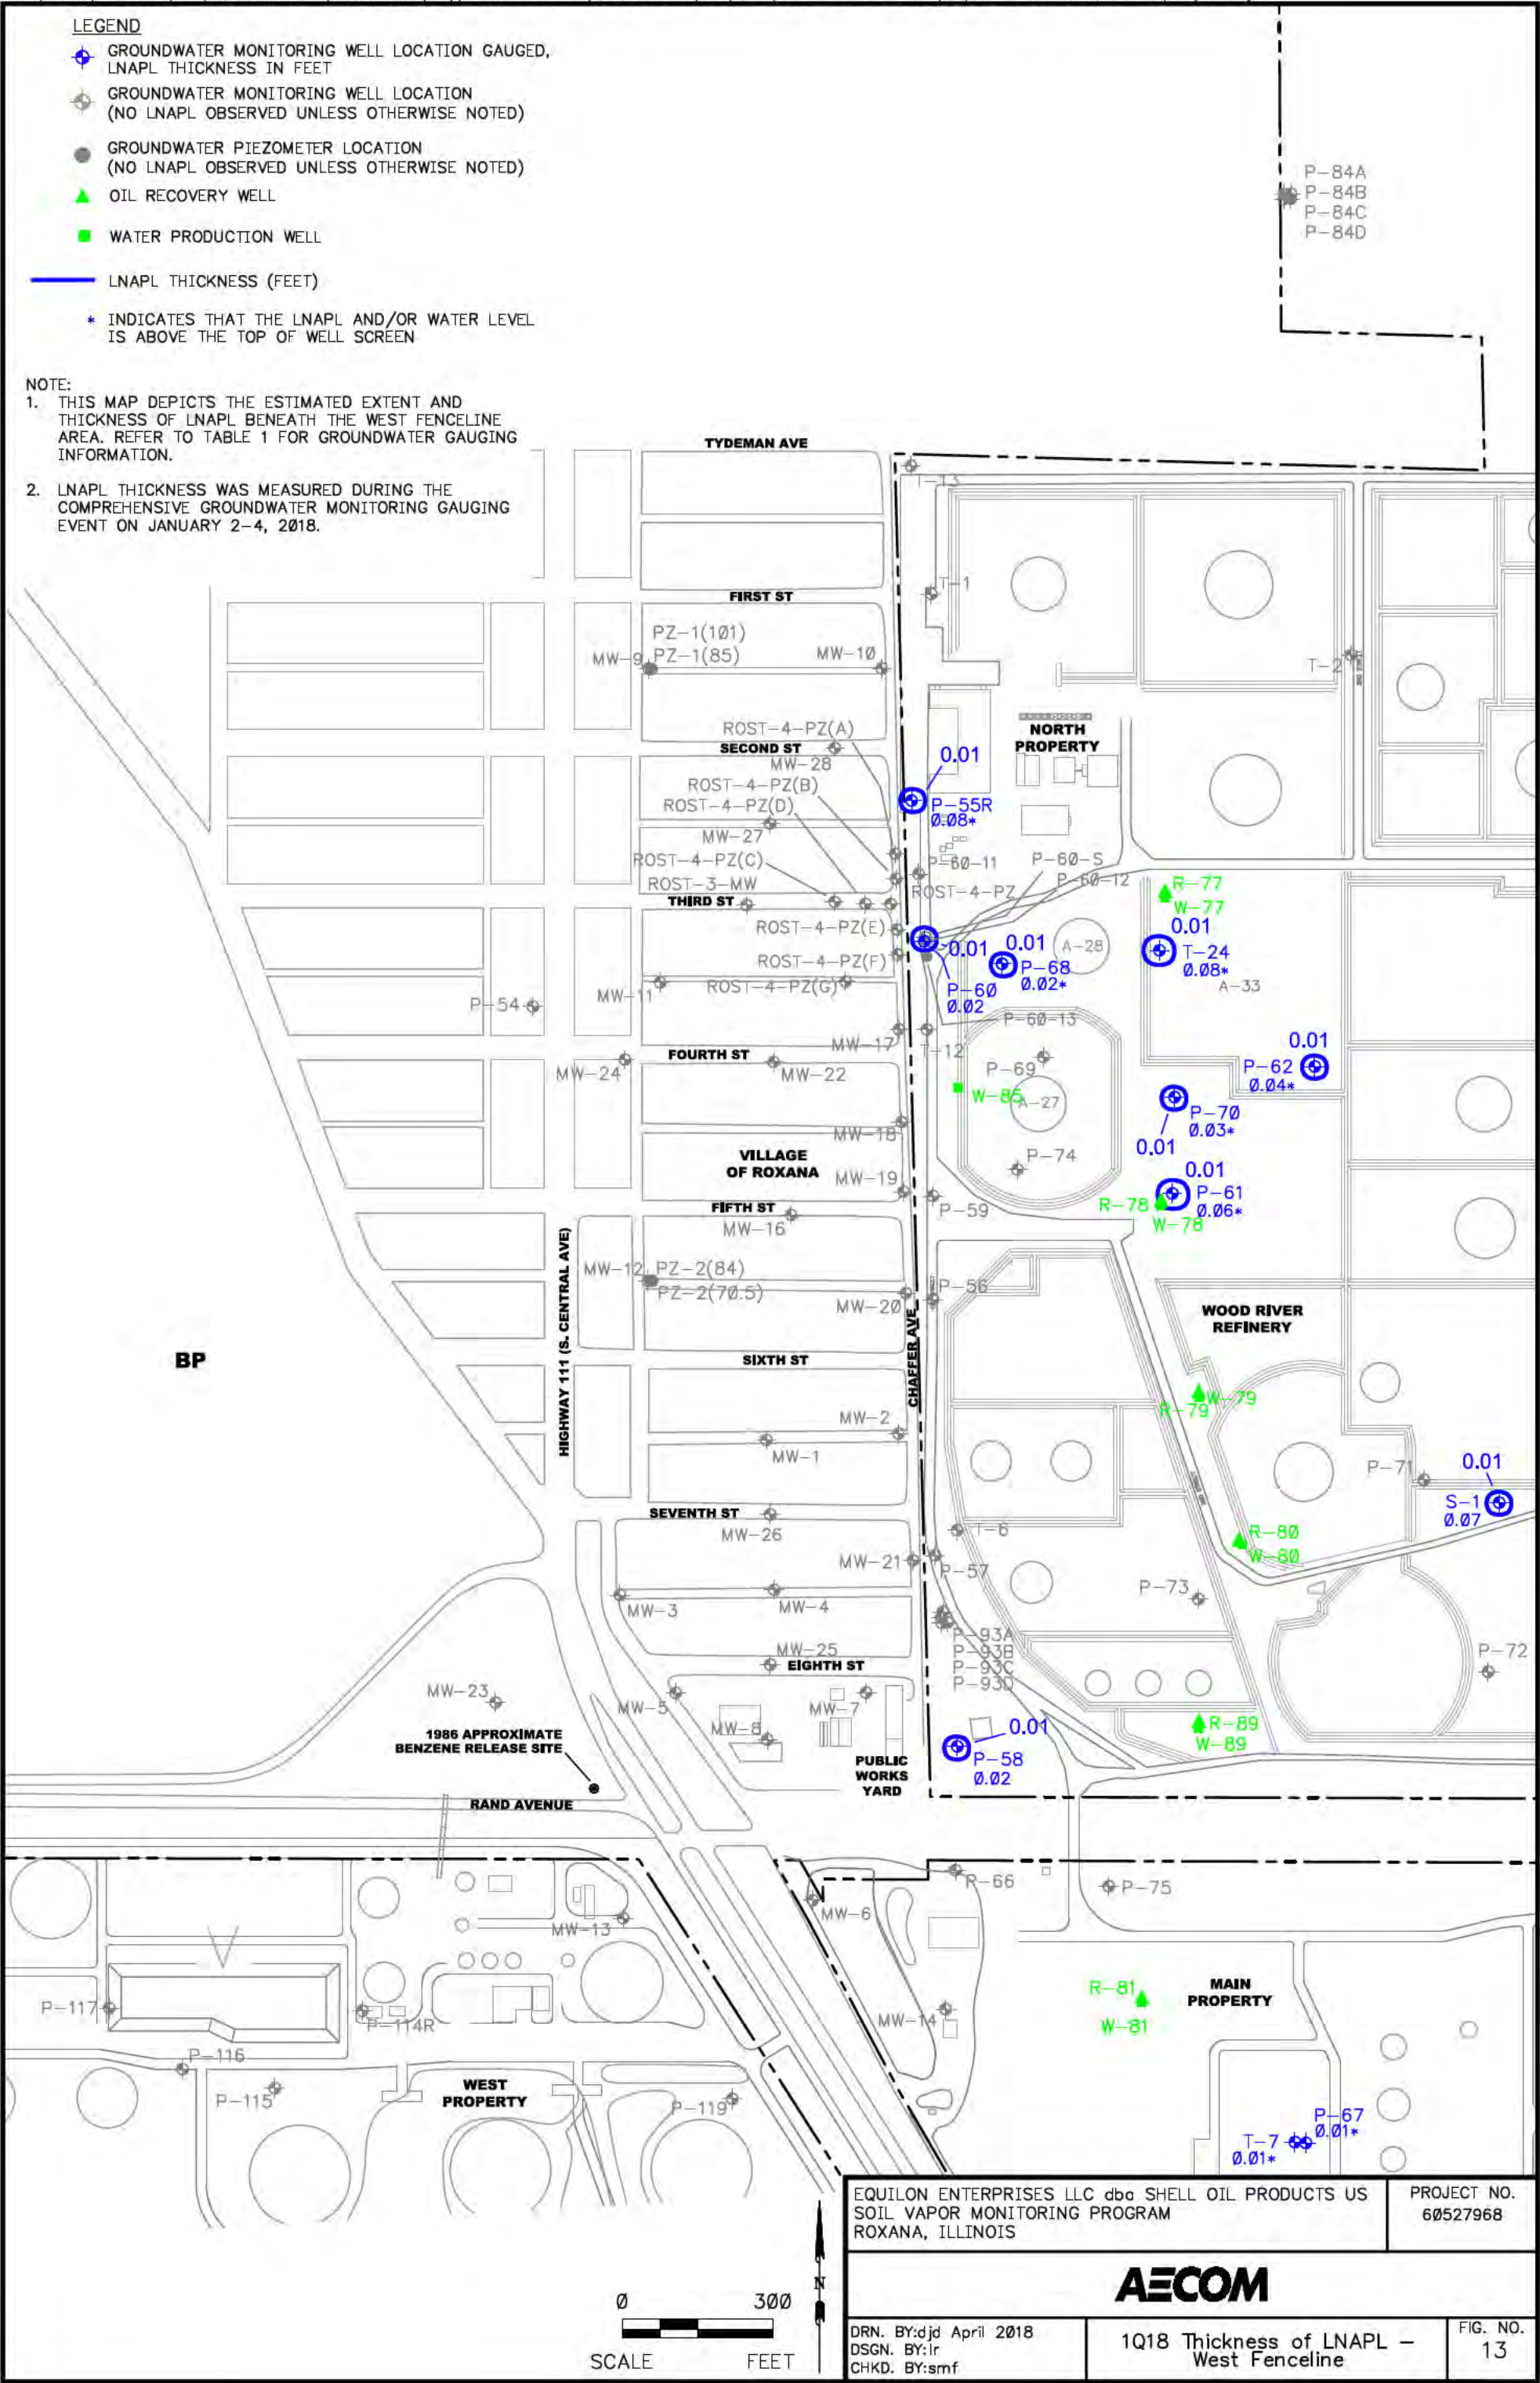 LEGEND
GROUNDWATER MONITORING WELL LOCATION GAUGED,
LNAPL THICKNESS IN FEET
GROUNDWATER MONITORING WELL LOCATION
(NO LNAPL OBSERVED UNLESS OTHERWISE NOTED)
GROUNDWATER PIEZOMETER LOCATION
(NO LNAPL OBSERVED UNLESS OTHERWISE NOTED)
OIL RECOVERY WELL
WATER PRODUCTION WELL
LNAPL THICKNESS (FEET)
* INDICATES THAT THE LNAPL AND/OR WATER LEVEL
IS ABOVE THE TOP OF WELL SCREEN
NOTE:
1. THIS MAP DEPICTS THE ESTIMATED EXTENT AND
THICKNESS OF LNAPL BENEATH THE WEST FENCELINE
AREA. REFER TO TABLE 1 FOR GROUNDWATER GAUGING
INFORMATION.
2. LNAPL THICKNESS WAS MEASURED DURING THE
COMPREHENSIVE GROUNDWATER MONITORING GAUGING
EVENT ON JANUARY 2-4, 2018.
P-84A
P-84B
P-84C
P-84D
TYDEMAN AVE
T-13
FIRST ST
T-1
PZ-1(101)
MW-9 PZ-1(85)
MW-10
T-2
ROST-4-PZ(A)
SECOND ST
MW-28
NORTH
PROPERTY
0.01
ROST-4-PZ(B)
ROST-4-PZ(D)
P-55R
0.08*
MW-27
ROST-4-PZ(C)
ROST-3-MW
THIRD ST
P-60-11
P-60-S
P-60-12
ROST-4-PZ
R-77
W-77
ROST-4-PZ(E)
ROST-4-PZ(F)
ROST-4-PZ(G)
0.01
P-60
0.02
0.01
P-68
0.02*
A-28
0.01
T-24
0.08*
A-33
P-54
MW-11
P-60-13
MW-17
T-12
FOURTH ST
MW-24
MW-22
P-69
W-85
A-27
0.01
P-62
0.04*
P-70
0.03*
0.01
MW-18
VILLAGE
OF ROXANA
P-74
MW-19
0.01
P-61
0.06*
R-78
W-78
FIFTH ST
MW-16
P-59
MW-12 PZ-2(84)
PZ-2(70.5)
MW-20
P-56
HIGHWAY 111 (S. CENTRAL AVE)
CHAFFER AVE
WOOD RIVER
REFINERY
BP
SIXTH ST
W-79
R-79
MW-2
MW-1
P-71
0.01
S-1
0.07
SEVENTH ST
MW-26
T-6
R-80
W-80
MW-21
P-57
P-73
MW-3
MW-4
P-93A
P-93B
P-93C
P-93D
MW-25
EIGHTH ST
P-72
MW-23
MW-5
MW-7
MW-8
R-89
W-89
1986 APPROXIMATE
BENZENE RELEASE SITE
PUBLIC
WORKS
YARD
0.01
P-58
0.02
RAND AVENUE
P-66
P-75
MW-6
MW-13
P-117
P-114R
MW-14
R-81
W-81
MAIN
PROPERTY
P-116
P-115
WEST
PROPERTY
P-119
P-67
0.01*
T-7
0.01*
0 300
SCALE FEET
N
EQUILON ENTERPRISES LLC dba SHELL OIL PRODUCTS US
SOIL VAPOR MONITORING PROGRAM
ROXANA, ILLINOIS
PROJECT NO.
60527968
AECOM
DRN. BY:djd April 2018
DSGN. BY:lr
CHKD. BY:smf
1Q18 Thickness of LNAPL -
West Fenceline
FIG. NO.
13